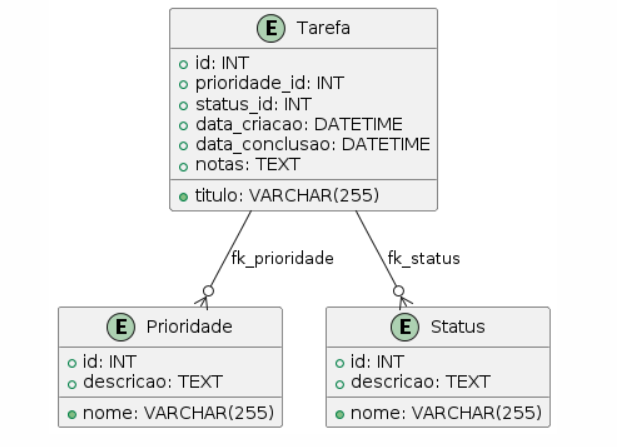 E Tarefa
id: INT
prioridade_id: INT
status_id: INT
data_criacao: DATETIME
data_conclusao: DATETIME
notas: TEXT
titulo: VARCHAR(255)
fk_prioridade
fk_status
E Prioridade
id: INT
descricao: TEXT
nome: VARCHAR(255)
E Status
id: INT
descricao: TEXT
nome: VARCHAR(255)